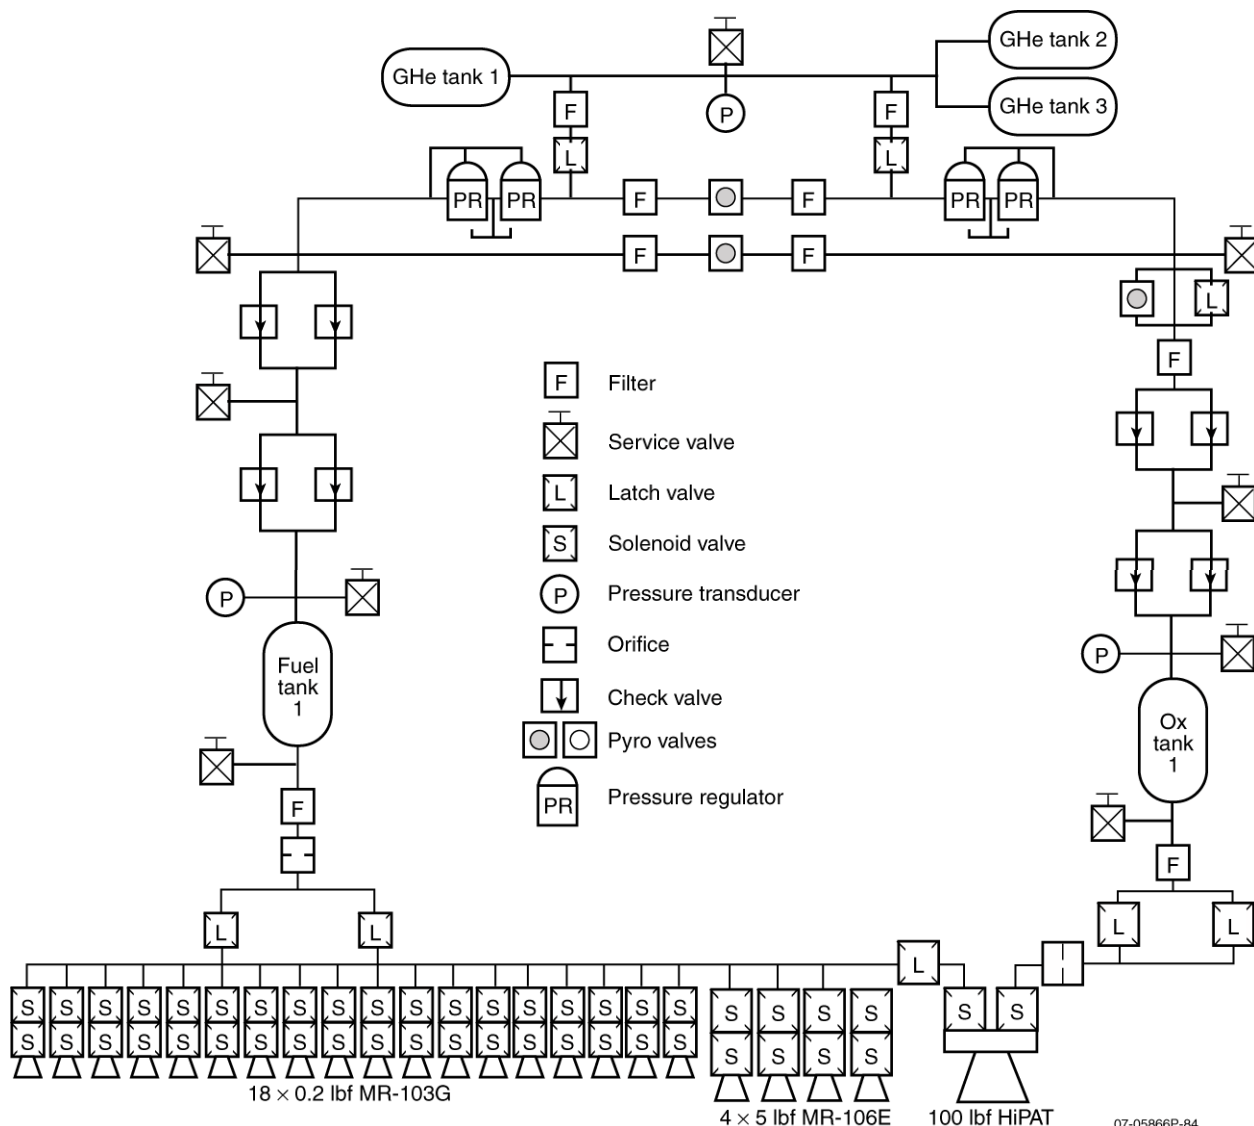 GHe tank 1
GHe tank 2
GHe tank 3
F
F
P
L
L
PR PR
F
F
PR PR
F
F
L
F
Filter
F
Service valve
L
Latch valve
S
Solenoid valve
P
Pressure transducer
Orifice
Check valve
Pyro valves
PR
Pressure regulator
P
Fuel
tank
1
P
Ox
tank
1
F
F
L
L
L
L
L
S S S S S S S S S S S S S S S S S S
S S S S S S S S S S S S S S S S S S
S S S S
S S S S
S S
18 × 0.2 lbf MR-103G
4 × 5 lbf MR-106E
100 lbf HiPAT
07-05866P-84